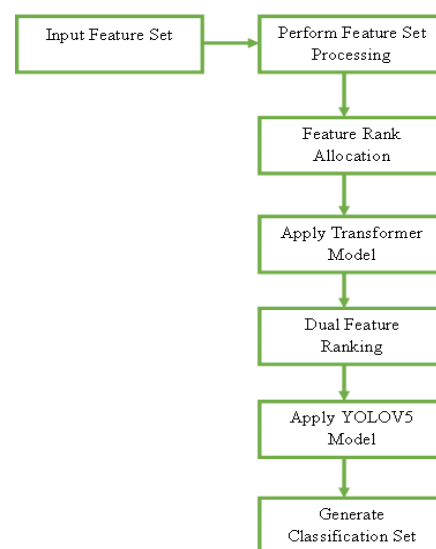 Input Feature Set
Perform Feature Set
Processing
Feature Rank
Allocation
Apply Transformer
Model
Dual Feature
Ranking
Apply YOLOV5
Model
Generate
Classification Set